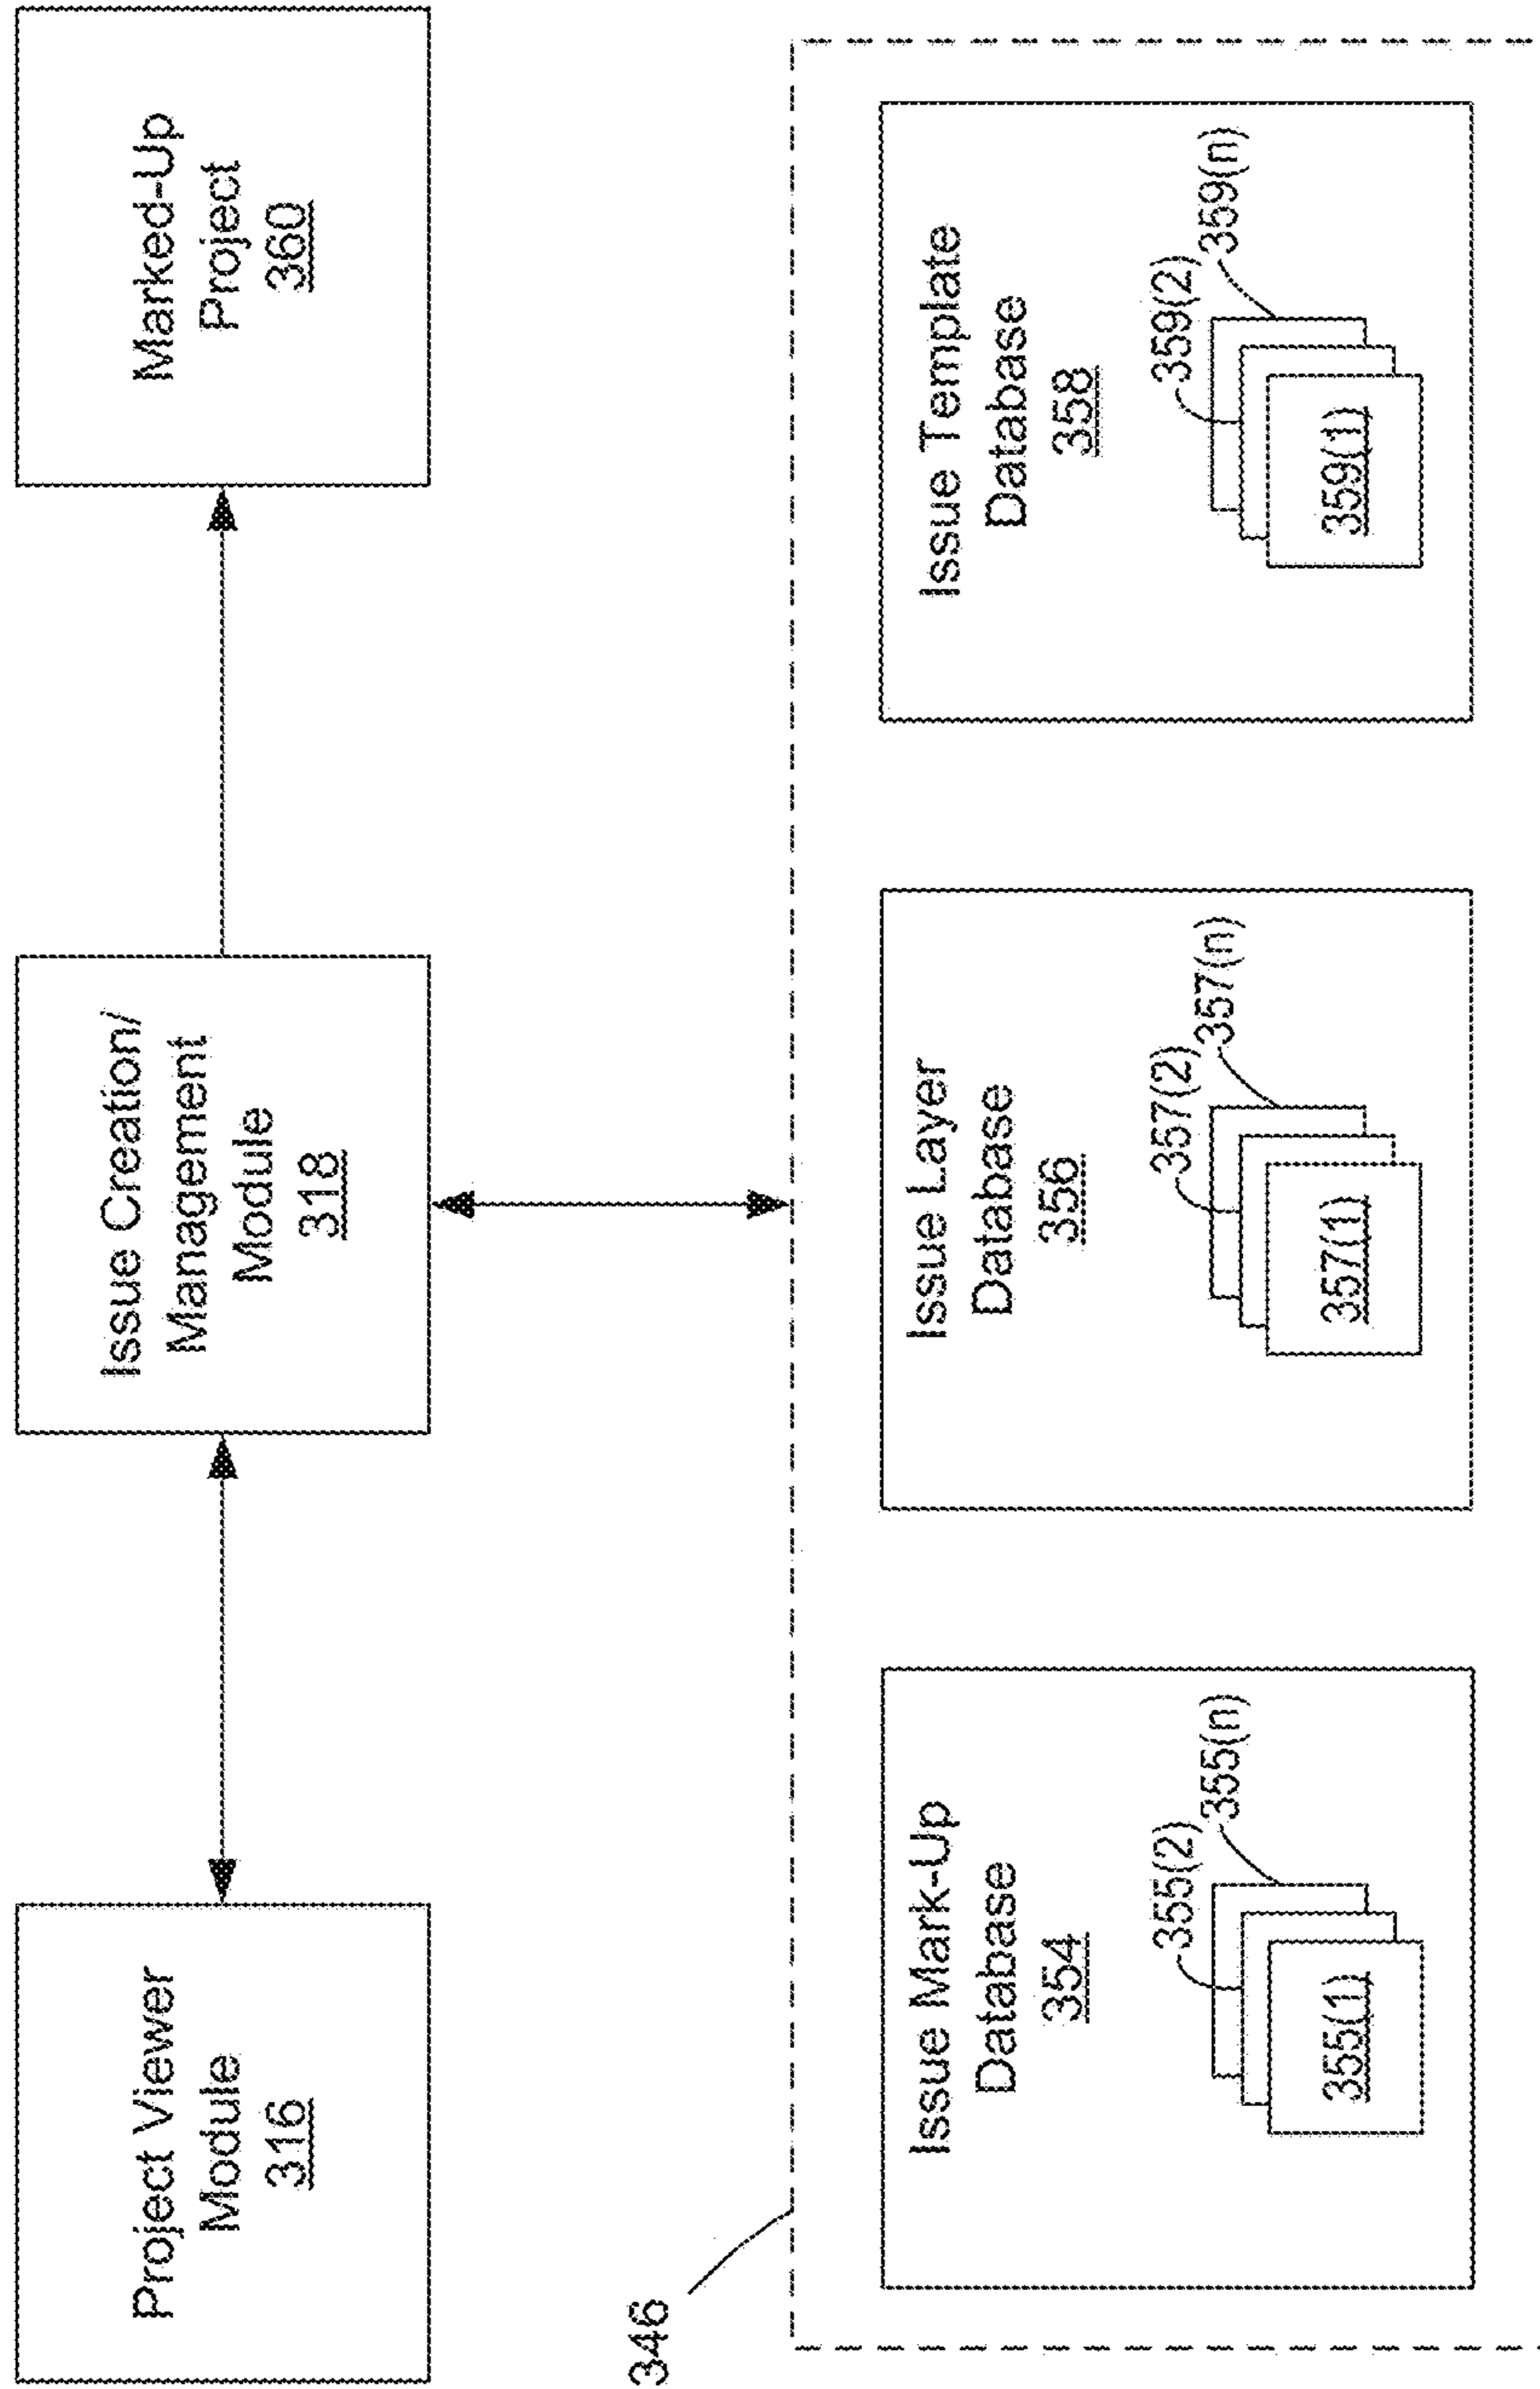 Project Viewer
Module
316
Issue Creation/
Management
Module
318
Marked-Up
Project
360
346
Issue Mark-Up
Database
354
355(2)
355(n)
355(1)
Issue Layer
Database
356
357(2)
357(n)
357(1)
Issue Template
Database
358
359(2)
359(n)
359(1)